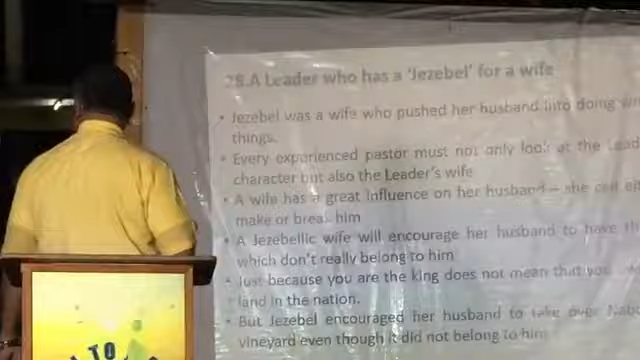 28.A Leader who has a 'Jezebel' for a wife
• Jezebel was a wife who pushed her husband into doing
things.
• Every experienced pastor must not only look at the
character but also the Leader's wife
• A wife has a great influence on her husband – she can
make or break him
• A Jezebellic wife will encourage her husband to have
which don't really belong to him
• Just because you are the king does not mean that you
land in the nation.
• But Jezebel encouraged her husband to take over
vineyard even though it did not belong to him
TO